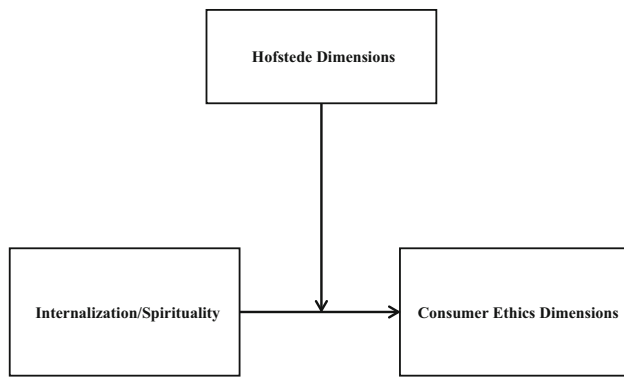 Hofstede Dimensions
Internalization/Spirituality
Consumer Ethics Dimensions